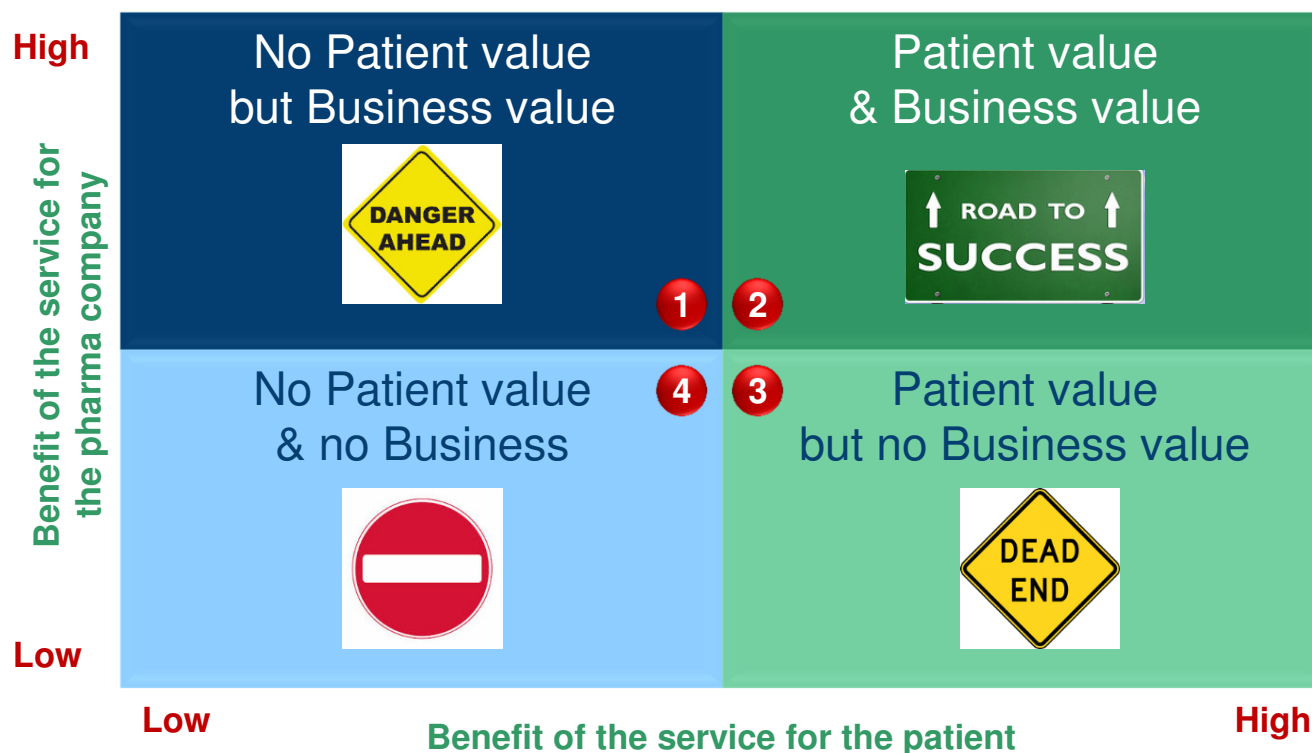 High
No Patient value
but Business value
DANGER
AHEAD
1
Patient value
& Business value
ROAD TO
SUCCESS
2
Benefit of the service for
the pharma company
No Patient value
& no Business
4
3
Patient value
but no Business value
DEAD
END
Low
Low
Benefit of the service for the patient
High